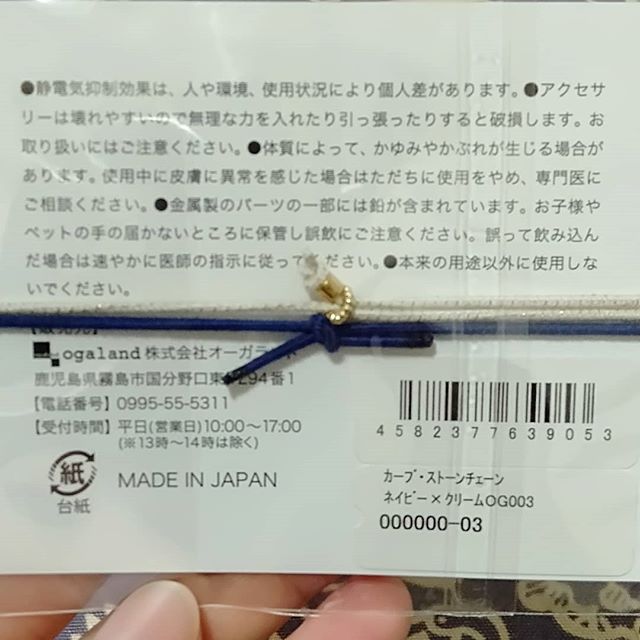 ●静電気抑制効果は、人や環境、使用状況により個人差があります。●アクセサ
リーは壊れやすいので無理な力を入れたり引っ張ったりすると破損します。お
取り扱いにはご注意ください。●体質によって、かゆみやかぶれが生じる場合が
あります。使用中に皮膚に異常を感じた場合はただちに使用をやめ、専門医に
ご相談ください。●金属製のパーツの一部には鉛が含まれています。お子様や
ペットの手の届かないところに保管し誤飲にご注意ください。誤って飲み込ん
だ場合は速やかに医師の指示に従って ださい。●本来の用途以外に使用しな
いでください。
【販売元】
ogaland 株式会社オーガランド
鹿児島県霧島市国分野口東 294番1
【電話番号】 0995-55-5311
【受付時間】 平日(営業日)10:00〜17:00
(※13時〜14時は除く)
紙
台紙
MADE IN JAPAN
4582377639053
カーブ・ストーンチェーン
ネイビー×クリームOG003
000000-03